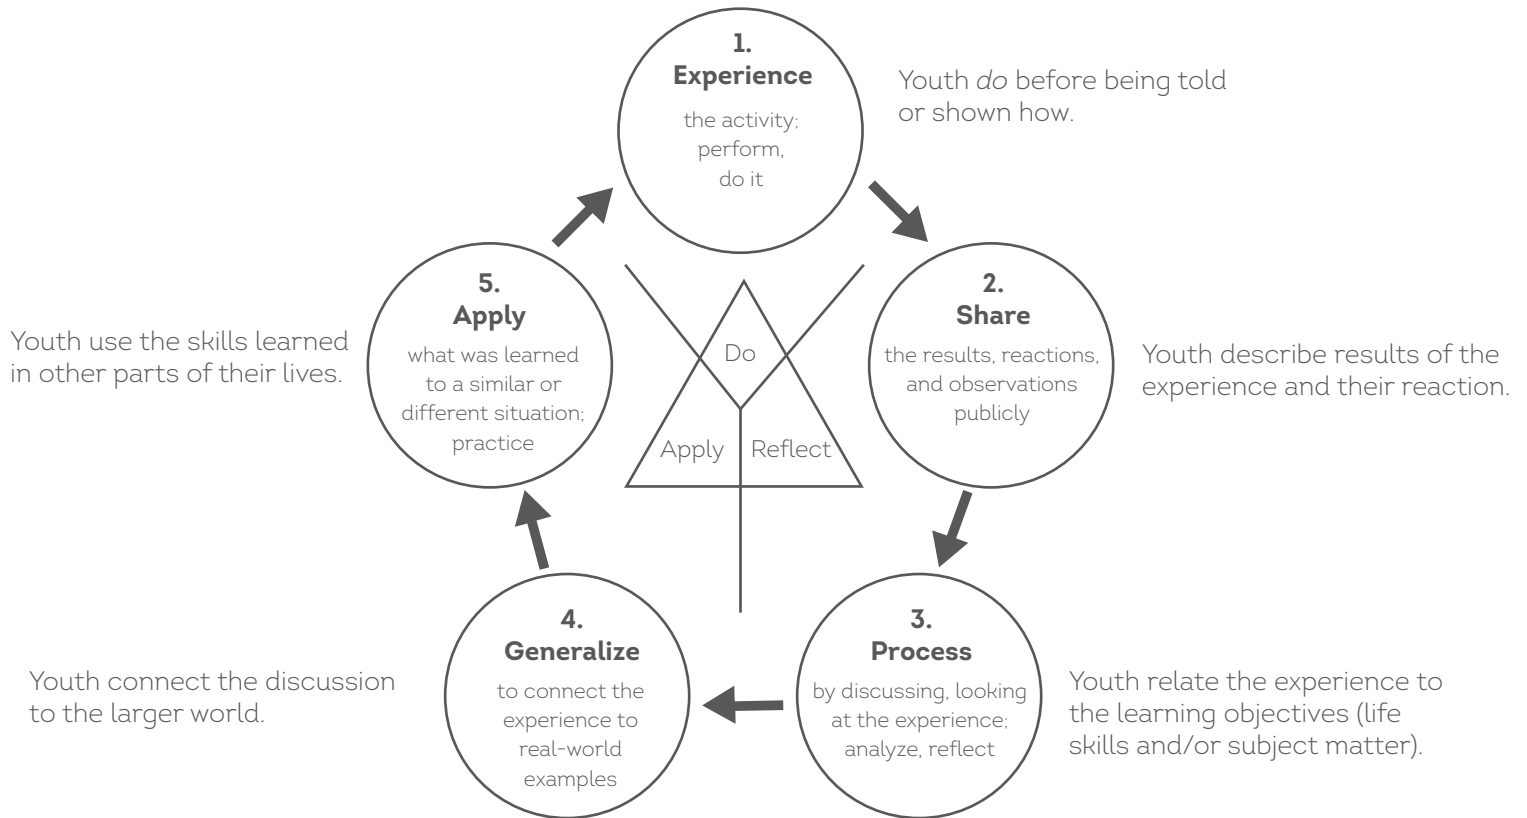 1.
Experience
the activity;
perform,
do it
Youth do before being told
or shown how.
2.
Share
the results, reactions,
and observations
publicly
Youth describe results of the
experience and their reaction.
3.
Process
by discussing, looking
at the experience;
analyze, reflect
Youth relate the experience to
the learning objectives (life
skills and/or subject matter).
4.
Generalize
to connect the
experience to
real-world
examples
Youth connect the discussion
to the larger world.
5.
Apply
what was learned
to a similar or
different situation;
practice
Youth use the skills learned
in other parts of their lives.
Do
Reflect
Apply